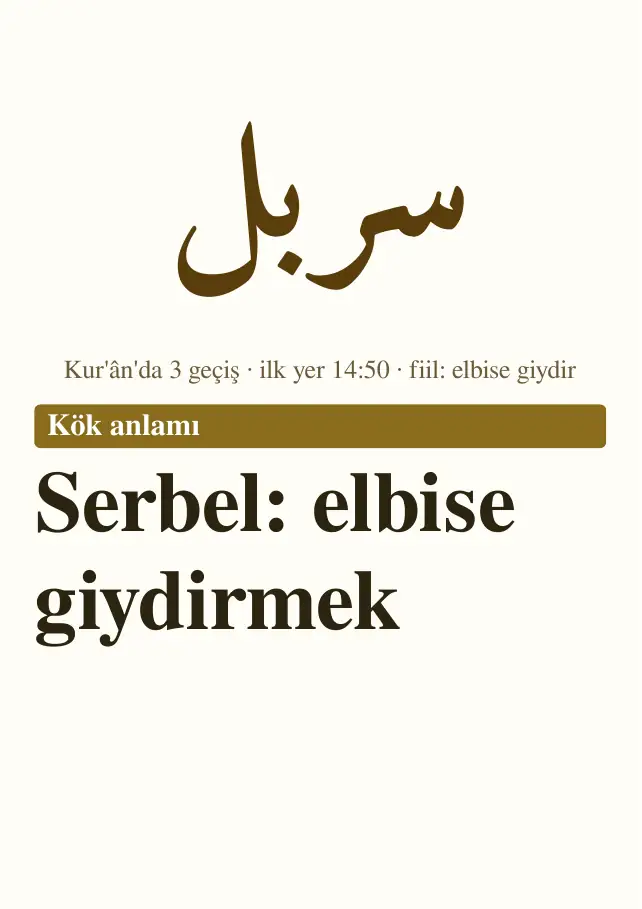 سربل
Kur'ân'da 3 geçiş · ilk yer 14:50 · fiil: elbise giydir
Kök anlamı
Serbel: elbise
giydirmek